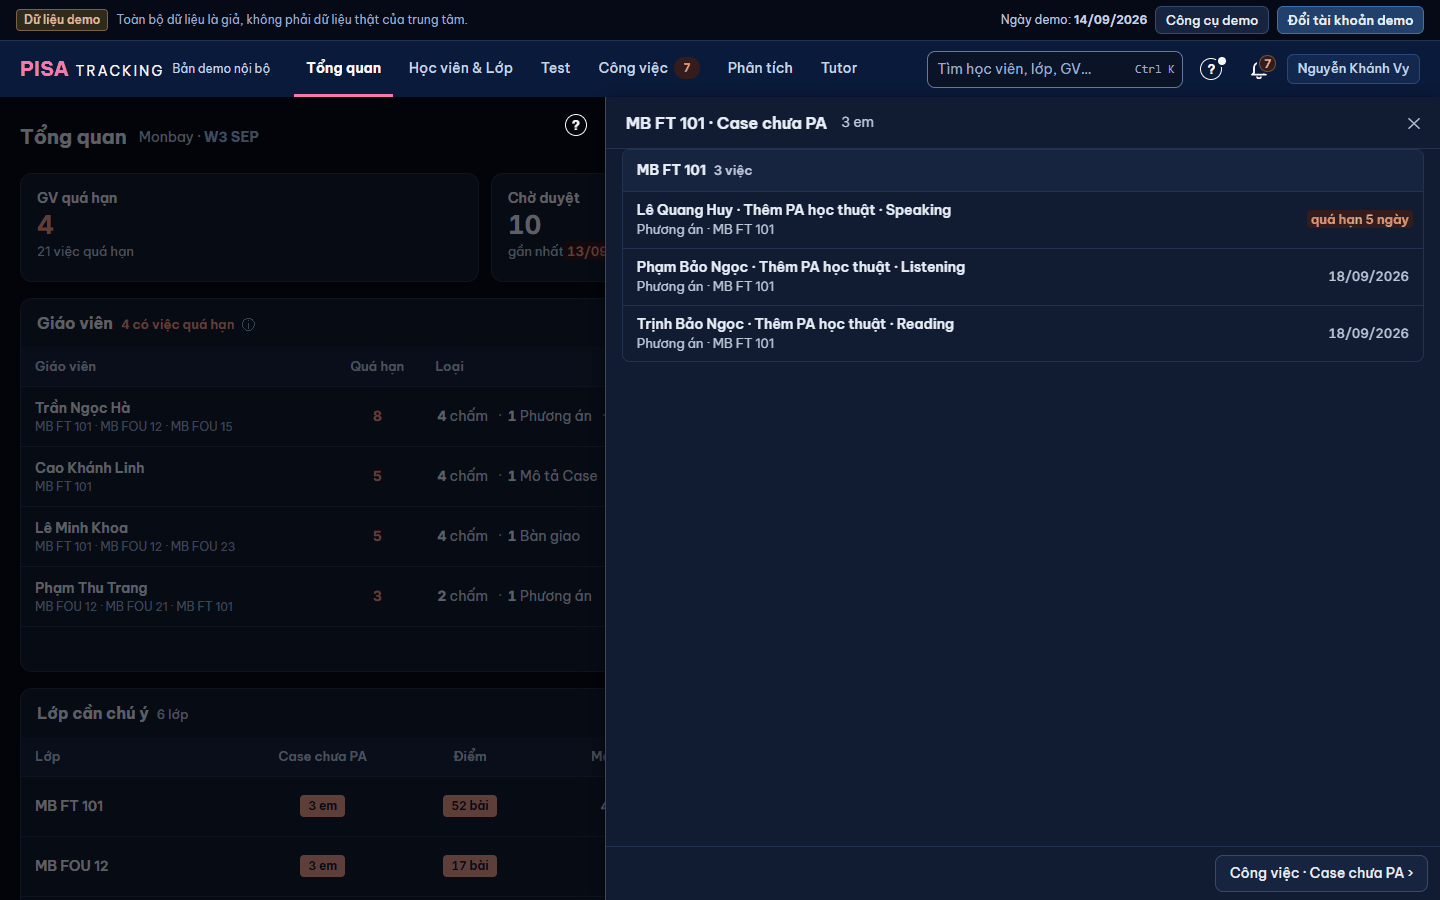 Dữ liệu demo Toàn bộ dữ liệu là giả, không phải dữ liệu thật của trung tâm. Ngày demo: 14/09/2026 Công cụ demo Đổi tài khoản demo
PISA TRACKING Bản demo nội bộ Tổng quan Học viên & Lớp Test Công việc 7 Phân tích Tutor Tìm học viên, lớp, GV... Ctrl K ? 7 Nguyễn Khánh Vy
Tổng quan Monbay · W3 SEP ?
GV quá hạn
4
21 việc quá hạn
Chờ duyệt
10
gần nhất 13/09
Giáo viên 4 có việc quá hạn
Giáo viên Quá hạn Loại
Trần Ngọc Hà
MB FT 101 · MB FOU 12 · MB FOU 15
8 4 chấm · 1 Phương án ·
Cao Khánh Linh
MB FT 101
5 4 chấm · 1 Mô tả Case
Lê Minh Khoa
MB FT 101 · MB FOU 12 · MB FOU 23
5 4 chấm · 1 Bàn giao
Phạm Thu Trang
MB FOU 12 · MB FOU 21 · MB FT 101
3 2 chấm · 1 Phương án
Lớp cần chú ý 6 lớp
Lớp Case chưa PA Điểm
MB FT 101 3 em 52 bài
MB FOU 12 3 em 17 bài
MB FT 101 · Case chưa PA 3 em
MB FT 101 3 việc
Lê Quang Huy · Thêm PA học thuật · Speaking
Phương án · MB FT 101
quá hạn 5 ngày
Phạm Bảo Ngọc · Thêm PA học thuật · Listening
Phương án · MB FT 101
18/09/2026
Trịnh Bảo Ngọc · Thêm PA học thuật · Reading
Phương án · MB FT 101
18/09/2026
Công việc · Case chưa PA ›